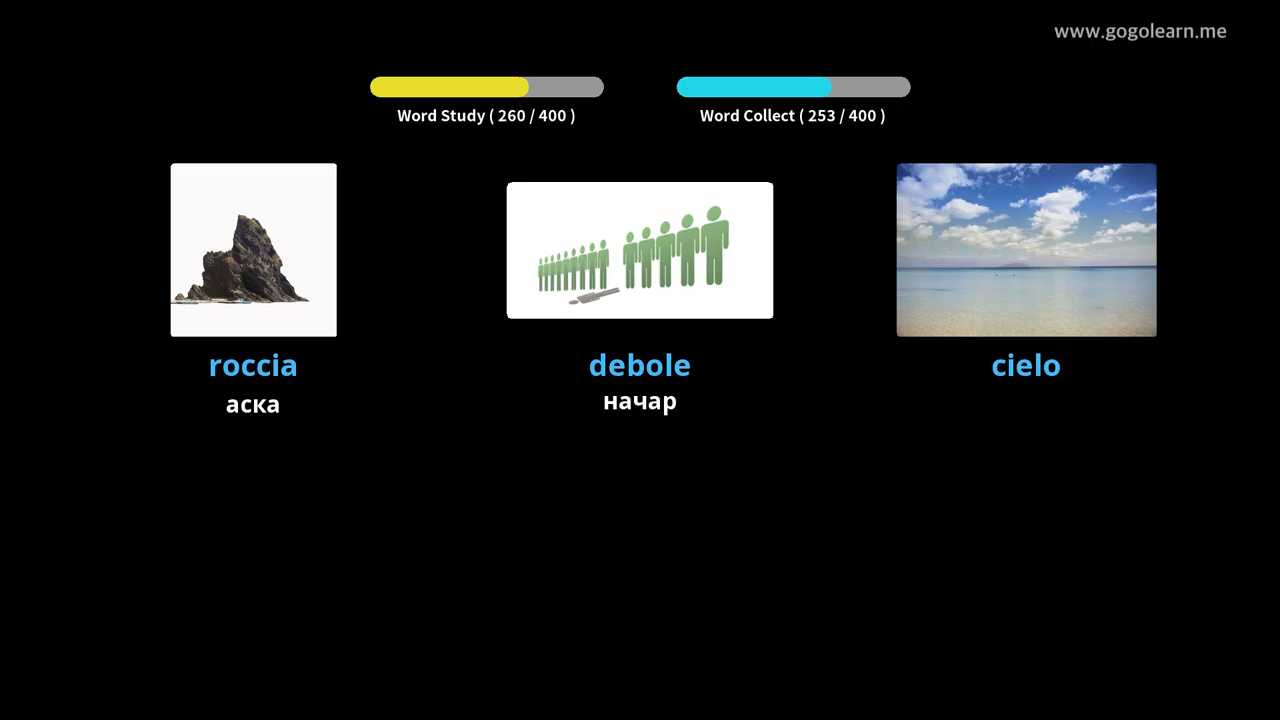 www.gogolearn.me
Word Study ( 260 / 400 )
Word Collect ( 253 / 400 )
roccia
debole
cielo
аска
начар